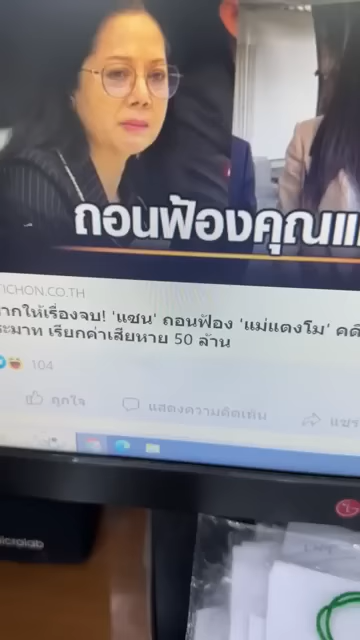 ถอนฟ้องคุณแ
TICHON.CO.TH
ากให้เรื่องจบ! 'แซน' ถอนฟ้อง 'แม่แตงโม' คดี
ระมาท เรียกค่าเสียหาย 50 ล้าน
104
ถูกใจ
แสดงความคิดเห็น
แชร์
LG
microlab